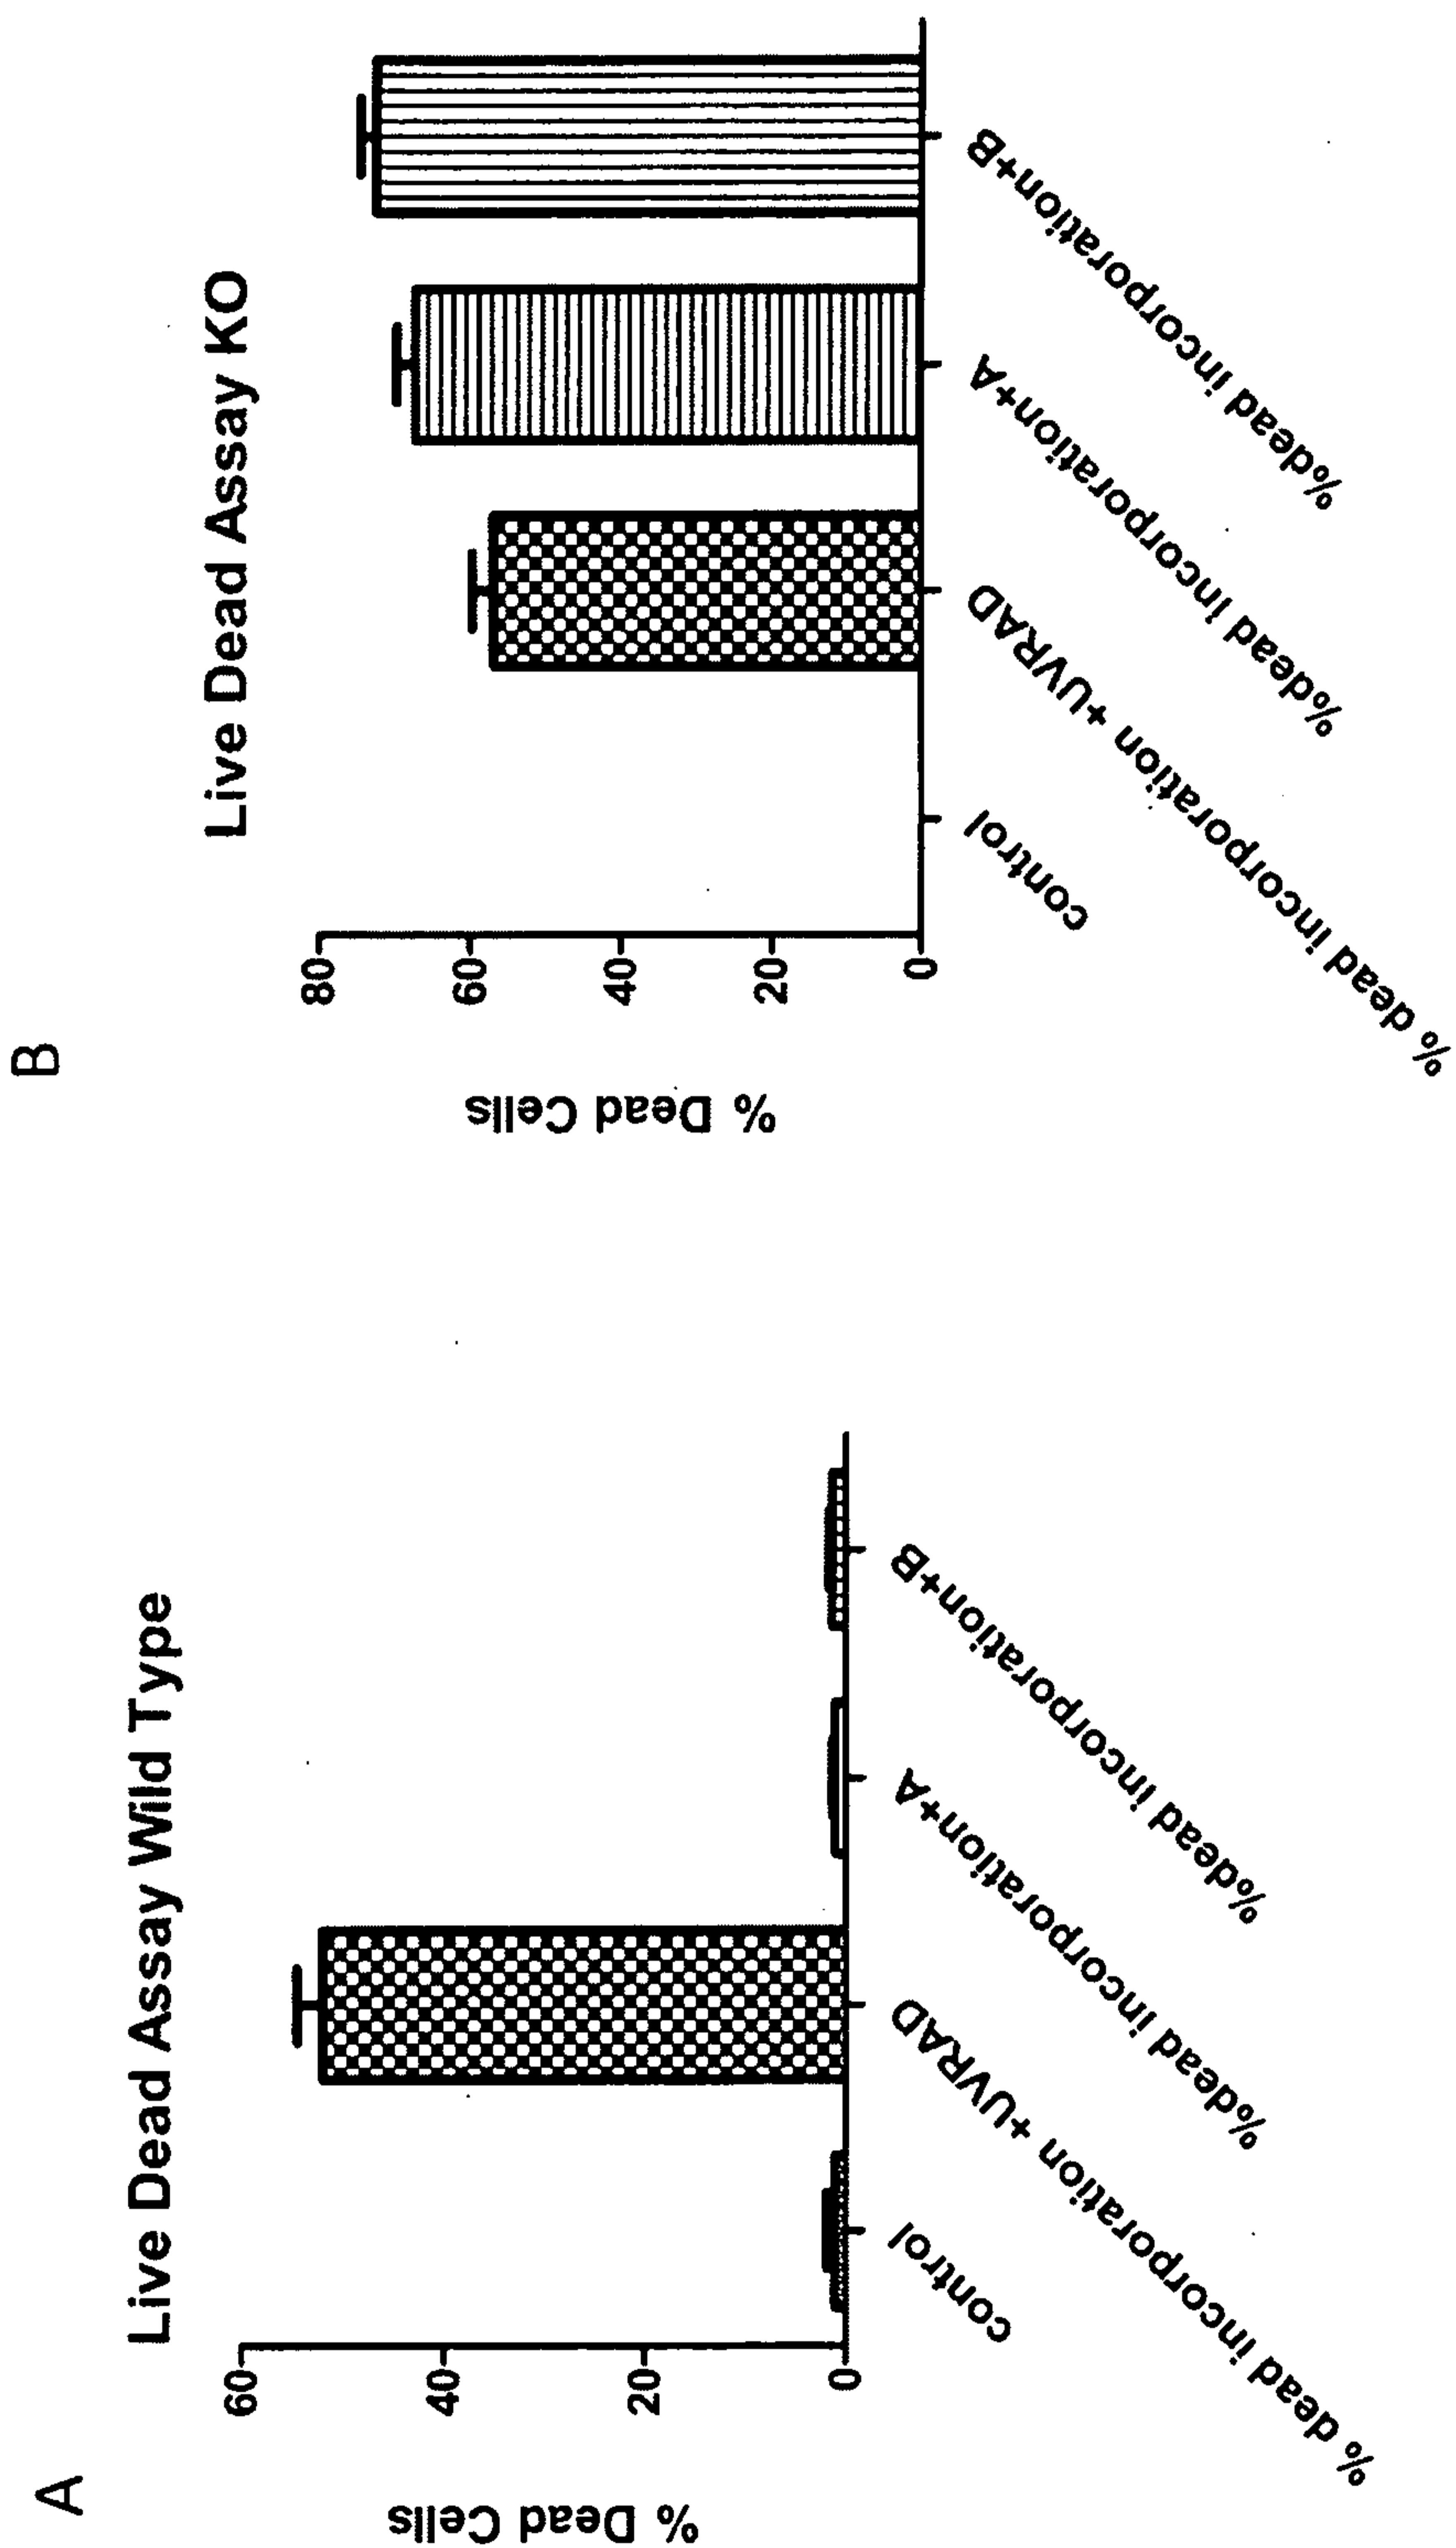 A
Live Dead Assay Wild Type
% Dead Cells
60
40
20
0
control
% dead incorporation +UVRAD
%dead incorporation+A
%dead incorporation+B
B
Live Dead Assay KO
% Dead Cells
80
60
40
20
0
control
% dead incorporation +UVRAD
%dead incorporation+A
%dead incorporation+B